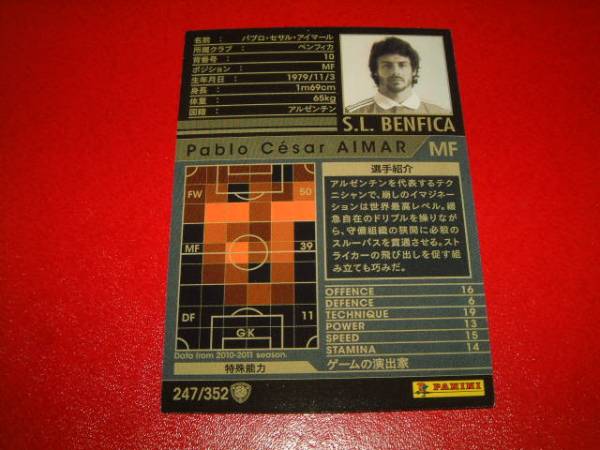 名前 : パブロ・セサル・アイマール
所属クラブ : ベンフィカ
背番号 : 10
ポジション : MF
生年月日 : 1979/11/3
身長 : 1m69cm
体重 : 65kg
国籍 : アルゼンチン
S.L. BENFICA
Pablo César AIMAR MF
FW 50
MF 39
DF 11
GK
Data from 2010-2011 season.
選手紹介
アルゼンチンを代表するテク
ニシャンで、崩しのイマジネ
ーションは世界最高レベル。緩
急自在のドリブルを操りなが
ら、守備組織の狭間に必殺の
スルーパスを貫通させる。スト
ライカーの飛び出しを促す組
み立ても巧みだ。
OFFENCE 16
DEFENCE 6
TECHNIQUE 19
POWER 13
SPEED 15
STAMINA 14
特殊能力 ゲームの演出家
247/352
PANINI